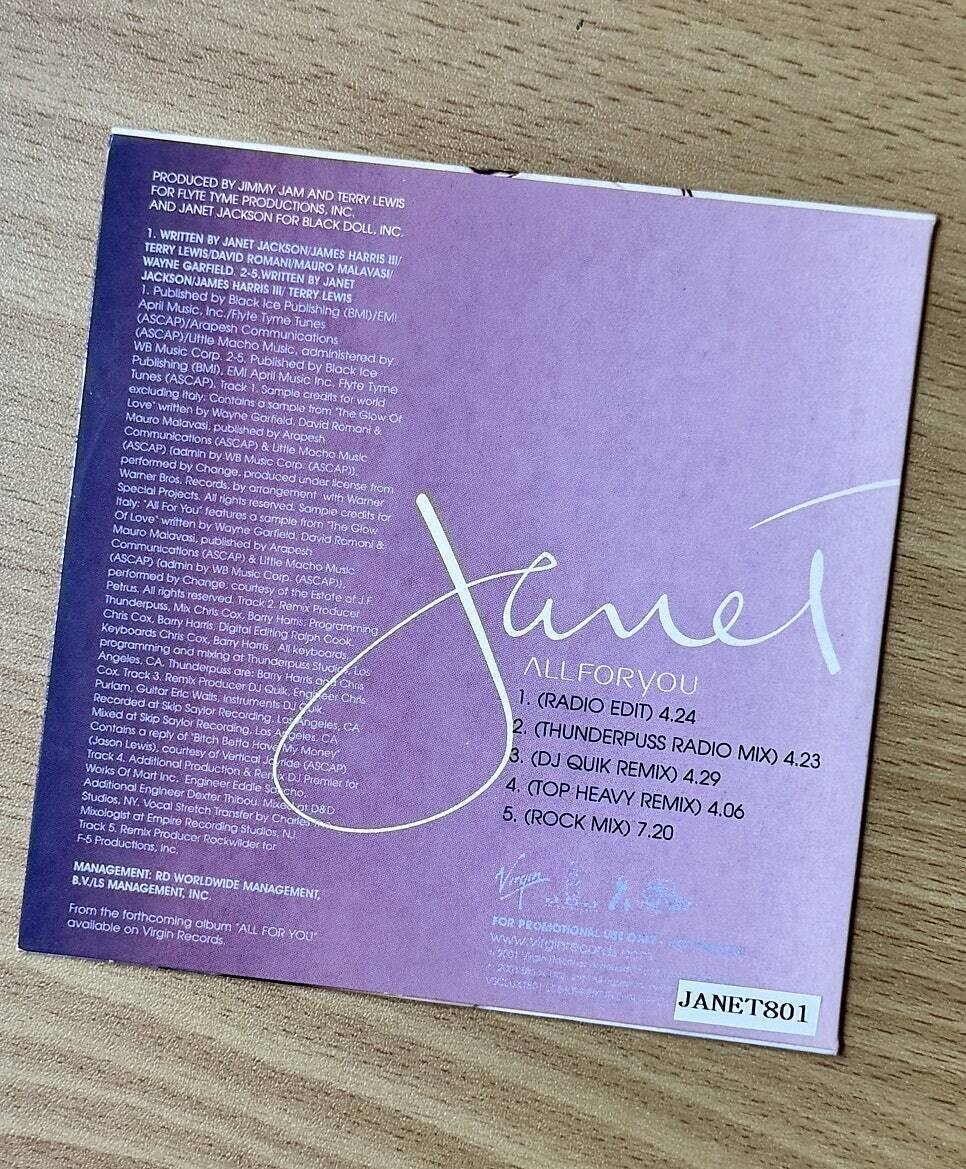 PRODUCED BY JIMMY JAM AND TERRY LEWIS
FOR FLYTE TYME PRODUCTIONS, INC.
AND JANET JACKSON FOR BLACK DOLL, INC.
1. WRITTEN BY JANET JACKSON/JAMES HARRIS III/
TERRY LEWIS/DAVID ROMANI/MAURO MALAVASI/
WAYNE GARFIELD. 2-5.WRITTEN BY JANET
JACKSON/JAMES HARRIS III/ TERRY LEWIS
1. Published by Black Ice Publishing (BMI)/EMI
April Music, Inc./Flyte Tyme Tunes
(ASCAP)/Arapesh Communications
(ASCAP)/Little Macho Music, administered by
WB Music Corp. 2-5. Published by Black Ice
Publishing (BMI), EMI April Music Inc. Flyte Tyme
Tunes (ASCAP). Track 1. Sample credits for world
excluding Italy: Contains a sample from "The Glow Of
Love" written by Wayne Garfield, David Romani &
Mauro Malavasi, published by Arapesh
Communications (ASCAP) & Little Macho Music
(ASCAP) (admin by WB Music Corp. (ASCAP)),
performed by Change, produced under license from
Warner Bros. Records, by arrangement with Warner
Special Projects. All rights reserved. Sample credits for
Italy: "All For You" features a sample from "The Glow
Of Love" written by Wayne Garfield, David Romani &
Mauro Malavasi, published by Arapesh
Communications (ASCAP) & Little Macho Music
(ASCAP) (admin by WB Music Corp. (ASCAP)),
performed by Change, courtesy of the Estate of J.F.
Petrus. All rights reserved. Track 2. Remix Producer
Thunderpuss, Mix Chris Cox, Barry Harris, Programming
Chris Cox, Barry Harris, Digital Editing Ralph Cook,
Keyboards Chris Cox, Barry Harris. All keyboards,
programming and mixing at Thunderpuss Studios, Los
Angeles, CA. Thunderpuss are: Barry Harris and Chris
Cox. Track 3. Remix Producer DJ Quik, Engineer Chris
Puriam, Guitar Eric Walls, Instruments DJ Quik
Recorded at Skip Saylor Recording, Los Angeles, CA
Mixed at Skip Saylor Recording, Los Angeles, CA
Contains a reply of "Bitch Betta Have My Money"
(Jason Lewis), courtesy of Vertical Joyride (ASCAP)
Track 4. Additional Production & Remix DJ Premier for
Works Of Mart Inc. Engineer Eddie Sancho,
Additional Engineer Dexter Thibou. Mixed at D&D
Studios, NY. Vocal Stretch Transfer by Charles
Mixologist at Empire Recording Studios, NJ
Track 5. Remix Producer Rockwilder for
F-5 Productions, Inc.
MANAGEMENT: RD WORLDWIDE MANAGEMENT,
B.V./LS MANAGEMENT, INC.
From the forthcoming album "ALL FOR YOU"
available on Virgin Records.
Janet
ALL FOR YOU
1. (RADIO EDIT) 4.24
2. (THUNDERPUSS RADIO MIX) 4.23
3. (DJ QUIK REMIX) 4.29
4. (TOP HEAVY REMIX) 4.06
5. (ROCK MIX) 7.20
Virgin
FOR PROMOTIONAL USE ONLY
www.virginrecords.com
2001 Virgin Records
JANET801